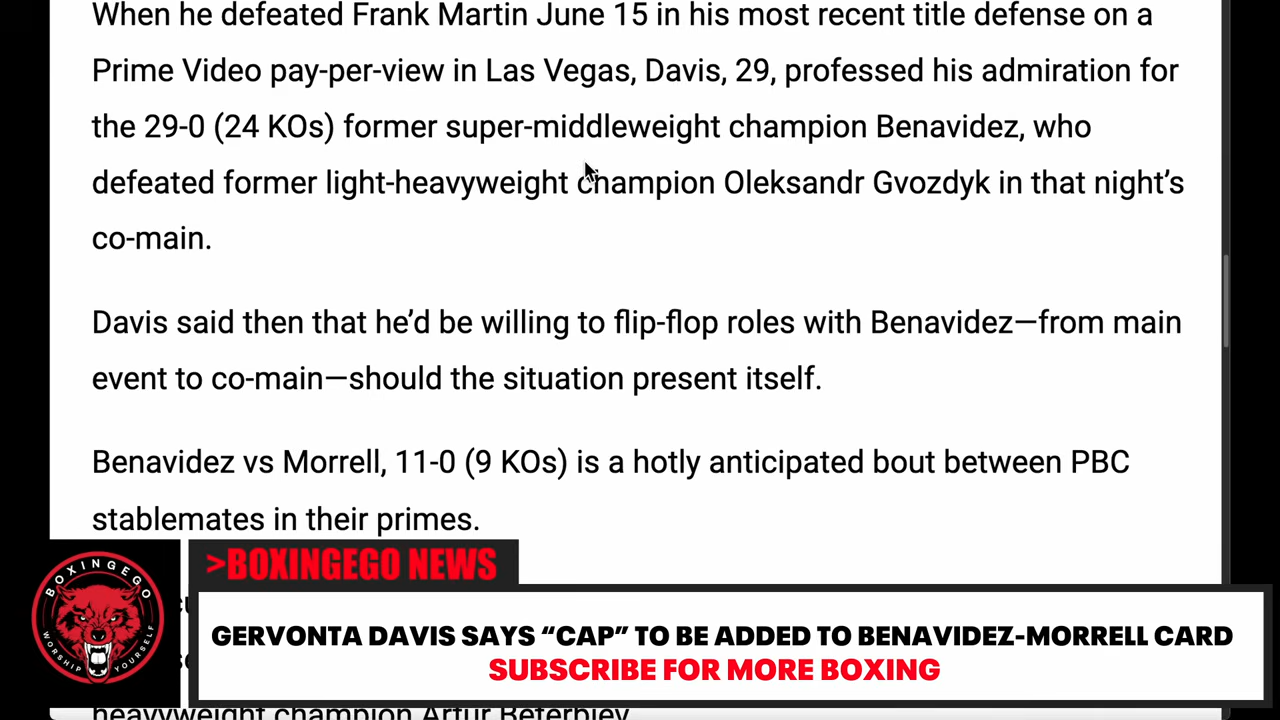 When he defeated Frank Martin June 15 in his most recent title defense on a
Prime Video pay-per-view in Las Vegas, Davis, 29, professed his admiration for
the 29-0 (24 KOs) former super-middleweight champion Benavidez, who
defeated former light-heavyweight champion Oleksandr Gvozdyk in that night’s
co-main.
Davis said then that he’d be willing to flip-flop roles with Benavidez—from main
event to co-main—should the situation present itself.
Benavidez vs Morrell, 11-0 (9 KOs) is a hotly anticipated bout between PBC
stablemates in their primes.
>BOXINGEGO NEWS
BOXINGEGO
WORSHIP YOURSELF
GERVONTA DAVIS SAYS “CAP” TO BE ADDED TO BENAVIDEZ-MORRELL CARD
SUBSCRIBE FOR MORE BOXING
heavyweight champion Artur Beterbiev